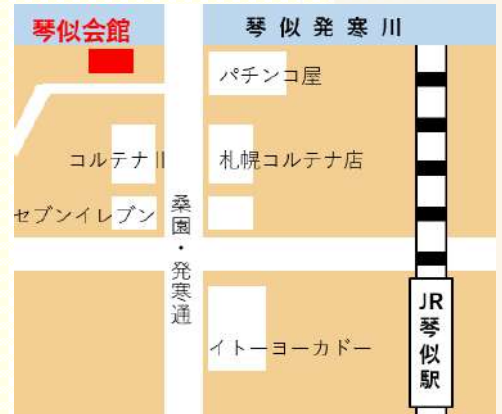 琴似会館
琴似発寒川
パチンコ屋
コルテナⅡ
札幌コルテナ店
セブンイレブン
桑園・発寒通
イトーヨーカドー
JR琴似駅